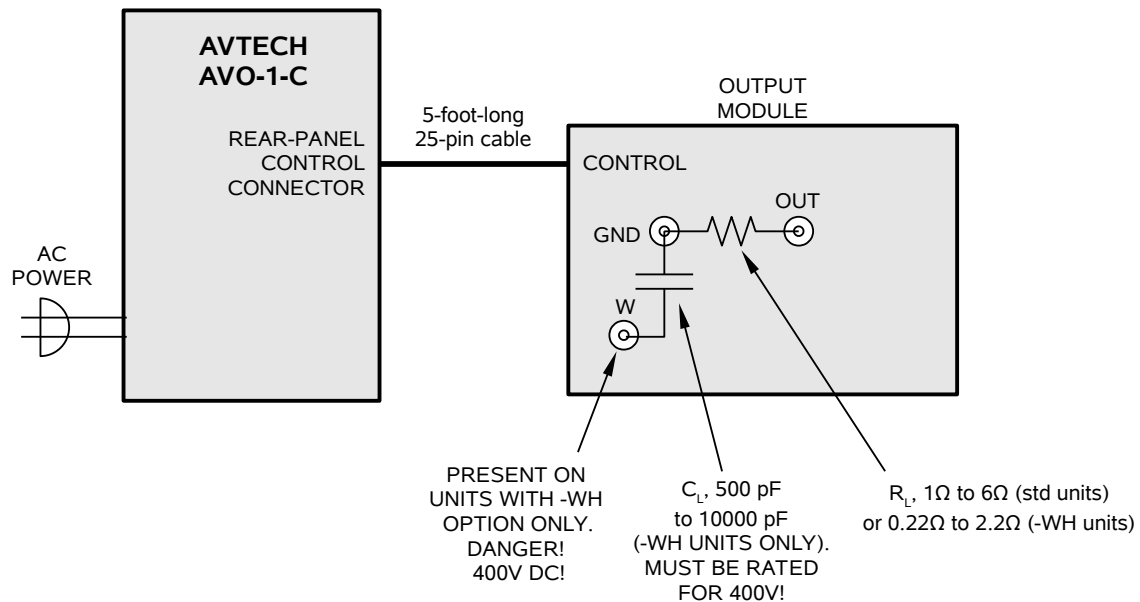 AVTECH
AVO-1-C
REAR-PANEL
CONTROL
CONNECTOR
5-foot-long
25-pin cable
OUTPUT
MODULE
CONTROL
GND
OUT
W
AC
POWER
PRESENT ON
UNITS WITH -WH
OPTION ONLY.
DANGER!
400V DC!
C_L, 500 pF
to 10000 pF
(-WH UNITS ONLY).
MUST BE RATED
FOR 400V!
R_L, 1Ω to 6Ω (std units)
or 0.22Ω to 2.2Ω (-WH units)